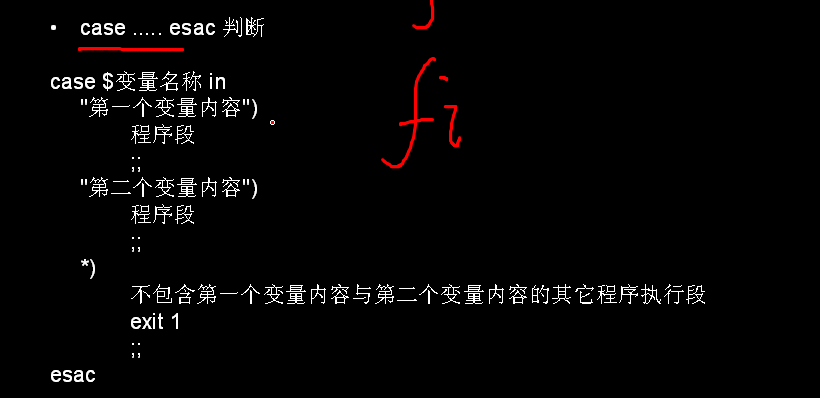 • case ..... esac 判断
fi
case $变量名称 in
"第一个变量内容")
程序段
;;
"第二个变量内容")
程序段
;;
*)
不包含第一个变量内容与第二个变量内容的其它程序执行段
exit 1
;;
esac